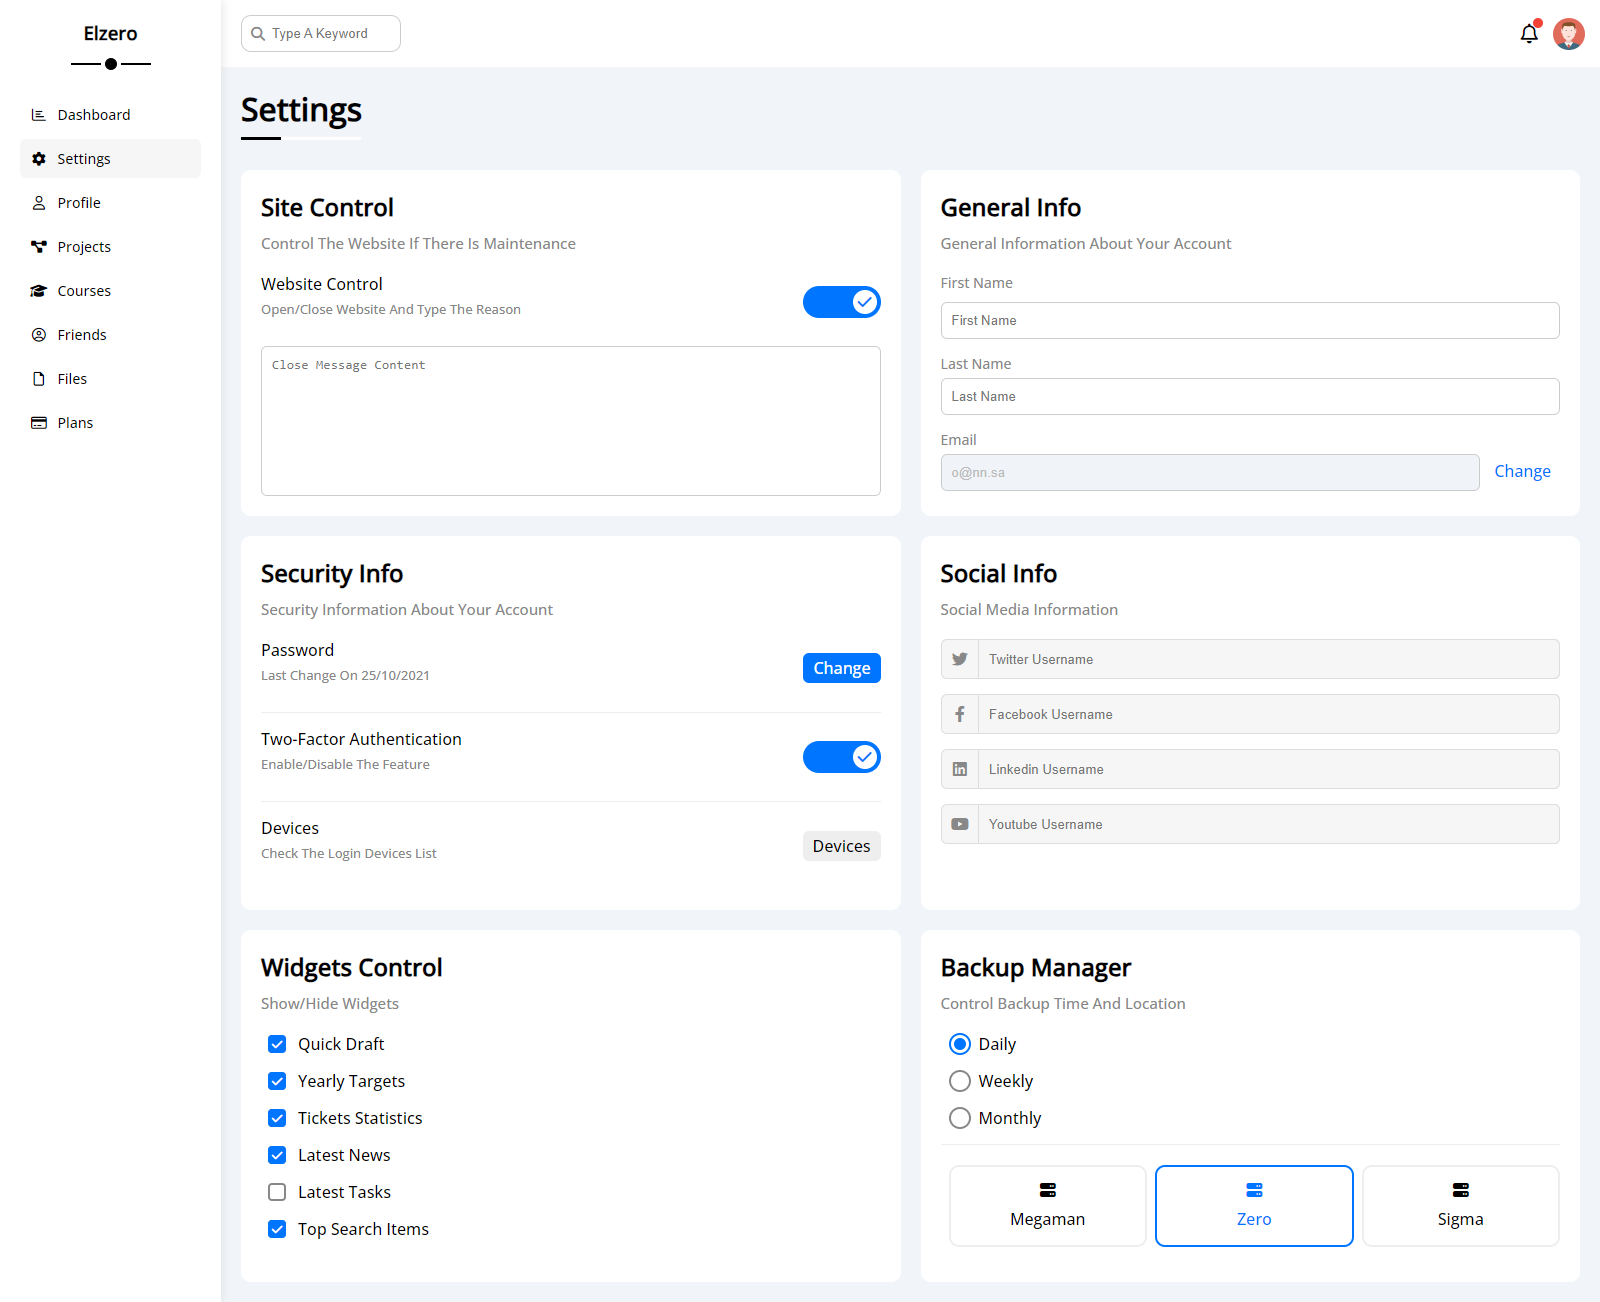 Elzero
Type A Keyword
Dashboard
Settings
Profile
Projects
Courses
Friends
Files
Plans
Settings
Site Control
Control The Website If There Is Maintenance
Website Control
Open/Close Website And Type The Reason
Close Message Content
General Info
General Information About Your Account
First Name
First Name
Last Name
Last Name
Email
o@nn.sa
Change
Security Info
Security Information About Your Account
Password
Last Change On 25/10/2021
Change
Two-Factor Authentication
Enable/Disable The Feature
Devices
Check The Login Devices List
Devices
Social Info
Social Media Information
Twitter Username
Facebook Username
Linkedin Username
Youtube Username
Widgets Control
Show/Hide Widgets
Quick Draft
Yearly Targets
Tickets Statistics
Latest News
Latest Tasks
Top Search Items
Backup Manager
Control Backup Time And Location
Daily
Weekly
Monthly
Megaman
Zero
Sigma